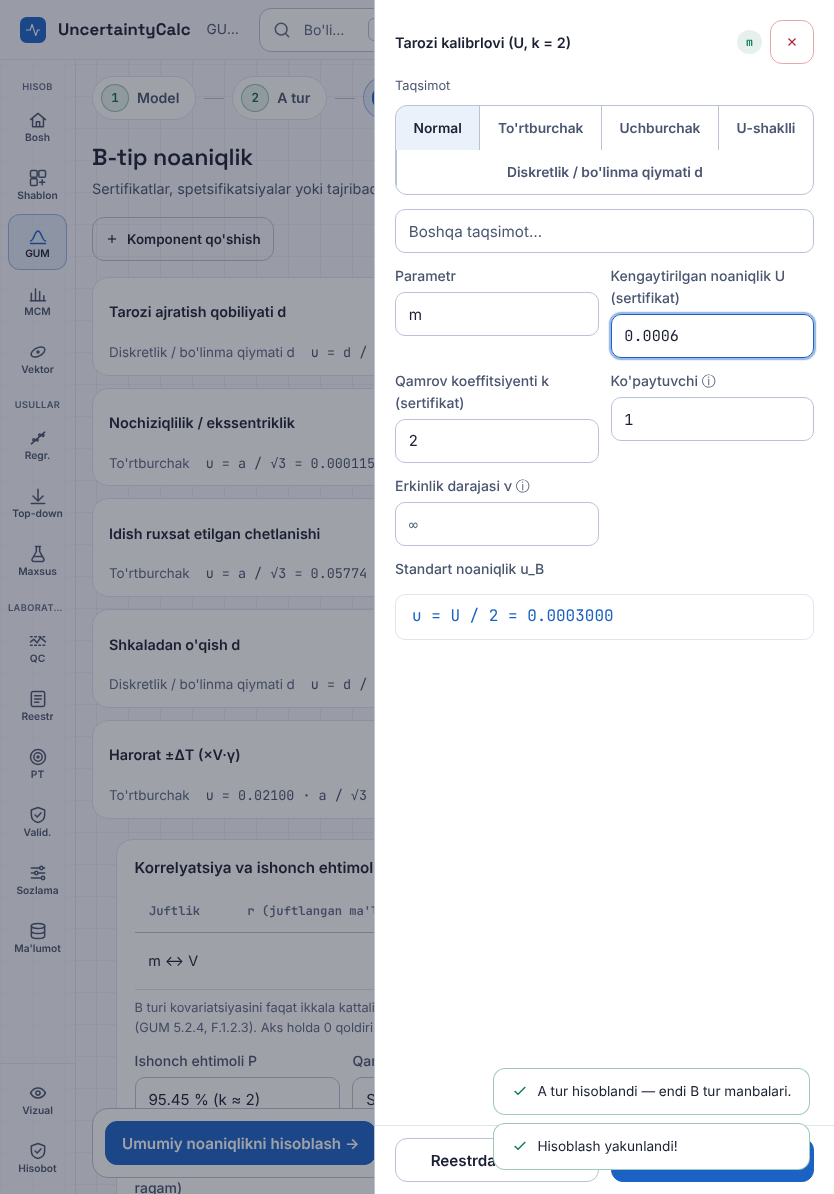 UncertaintyCalc
GU...
Bo'li...
HISOB
Bosh
Shablon
GUM
MCM
Vektor
USULLAR
Regr.
Top-down
Maxsus
LABORAT...
QC
Reestr
PT
Valid.
Sozlama
Ma'lumot
Vizual
Hisobot
1 Model
2 A tur
B-tip noaniqlik
Sertifikatlar, spetsifikatsiyalar yoki tajribad
+ Komponent qo'shish
Tarozi ajratish qobiliyati d
Diskretlik / bo'linma qiymati d u = d /
Nochiziqlilik / ekssentriklik
To'rtburchak u = a / √3 = 0.000115
Idish ruxsat etilgan chetlanishi
To'rtburchak u = a / √3 = 0.05774
Shkaladan o'qish d
Diskretlik / bo'linma qiymati d u = d /
Harorat ±ΔT (×V·γ)
To'rtburchak u = 0.02100 · a / √3
Korrelyatsiya va ishonch ehtimol
Juftlik r (juftlangan ma'l
m ↔ V
B turi kovariatsiyasini faqat ikkala kattali
(GUM 5.2.4, F.1.2.3). Aks holda 0 qoldiri
Ishonch ehtimoli P
95.45 % (k ≈ 2)
Umumiy noaniqlikni hisoblash →
raqam)
Tarozi kalibrlovi (U, k = 2)
m
×
Taqsimot
Normal To'rtburchak Uchburchak U-shaklli
Diskretlik / bo'linma qiymati d
Boshqa taqsimot...
Parametr
m
Kengaytirilgan noaniqlik U
(sertifikat)
0.0006
Qamrov koeffitsiyenti k
(sertifikat)
2
Ko'paytuvchi ⓘ
1
Erkinlik darajasi ν ⓘ
∞
Standart noaniqlik u_B
u = U / 2 = 0.0003000
A tur hisoblandi — endi B tur manbalari.
Hisoblash yakunlandi!